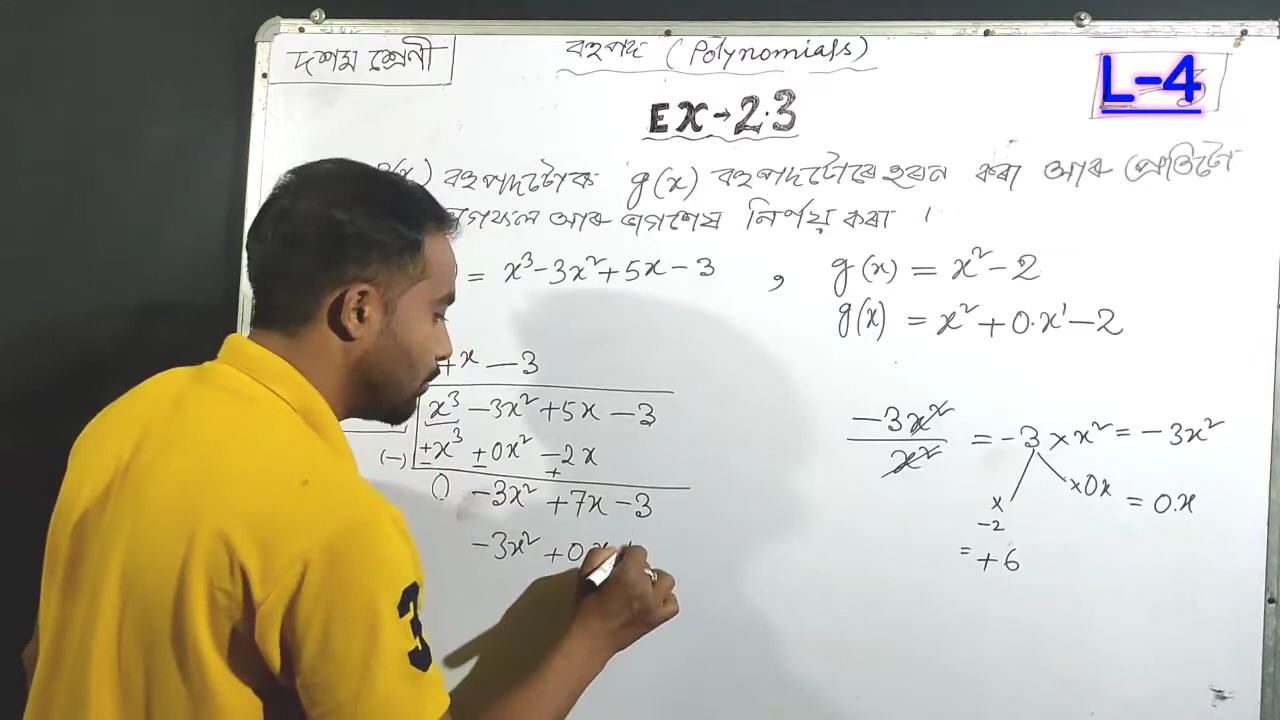 দশম শ্ৰেণী
বহুপদ (Polynomials)
L-4
EX→2.3
বহুপদটোক g(x) বহুপদটোৰে হৰণ কৰা আৰু প্ৰতিটো
ভাগফল আৰু ভাগশেষ নিৰ্ণয় কৰা ।
= x³-3x²+5x-3 , g(x) = x²-2
g(x) = x²+0.x¹-2
+x -3
x³ -3x² +5x -3
(-) ±x³ ±0x² -2x
+
0 -3x² +7x -3
-3x² +0
-3x²/x² = -3 × x² = -3x²
×-2 ×0x = 0.x
= +6
3